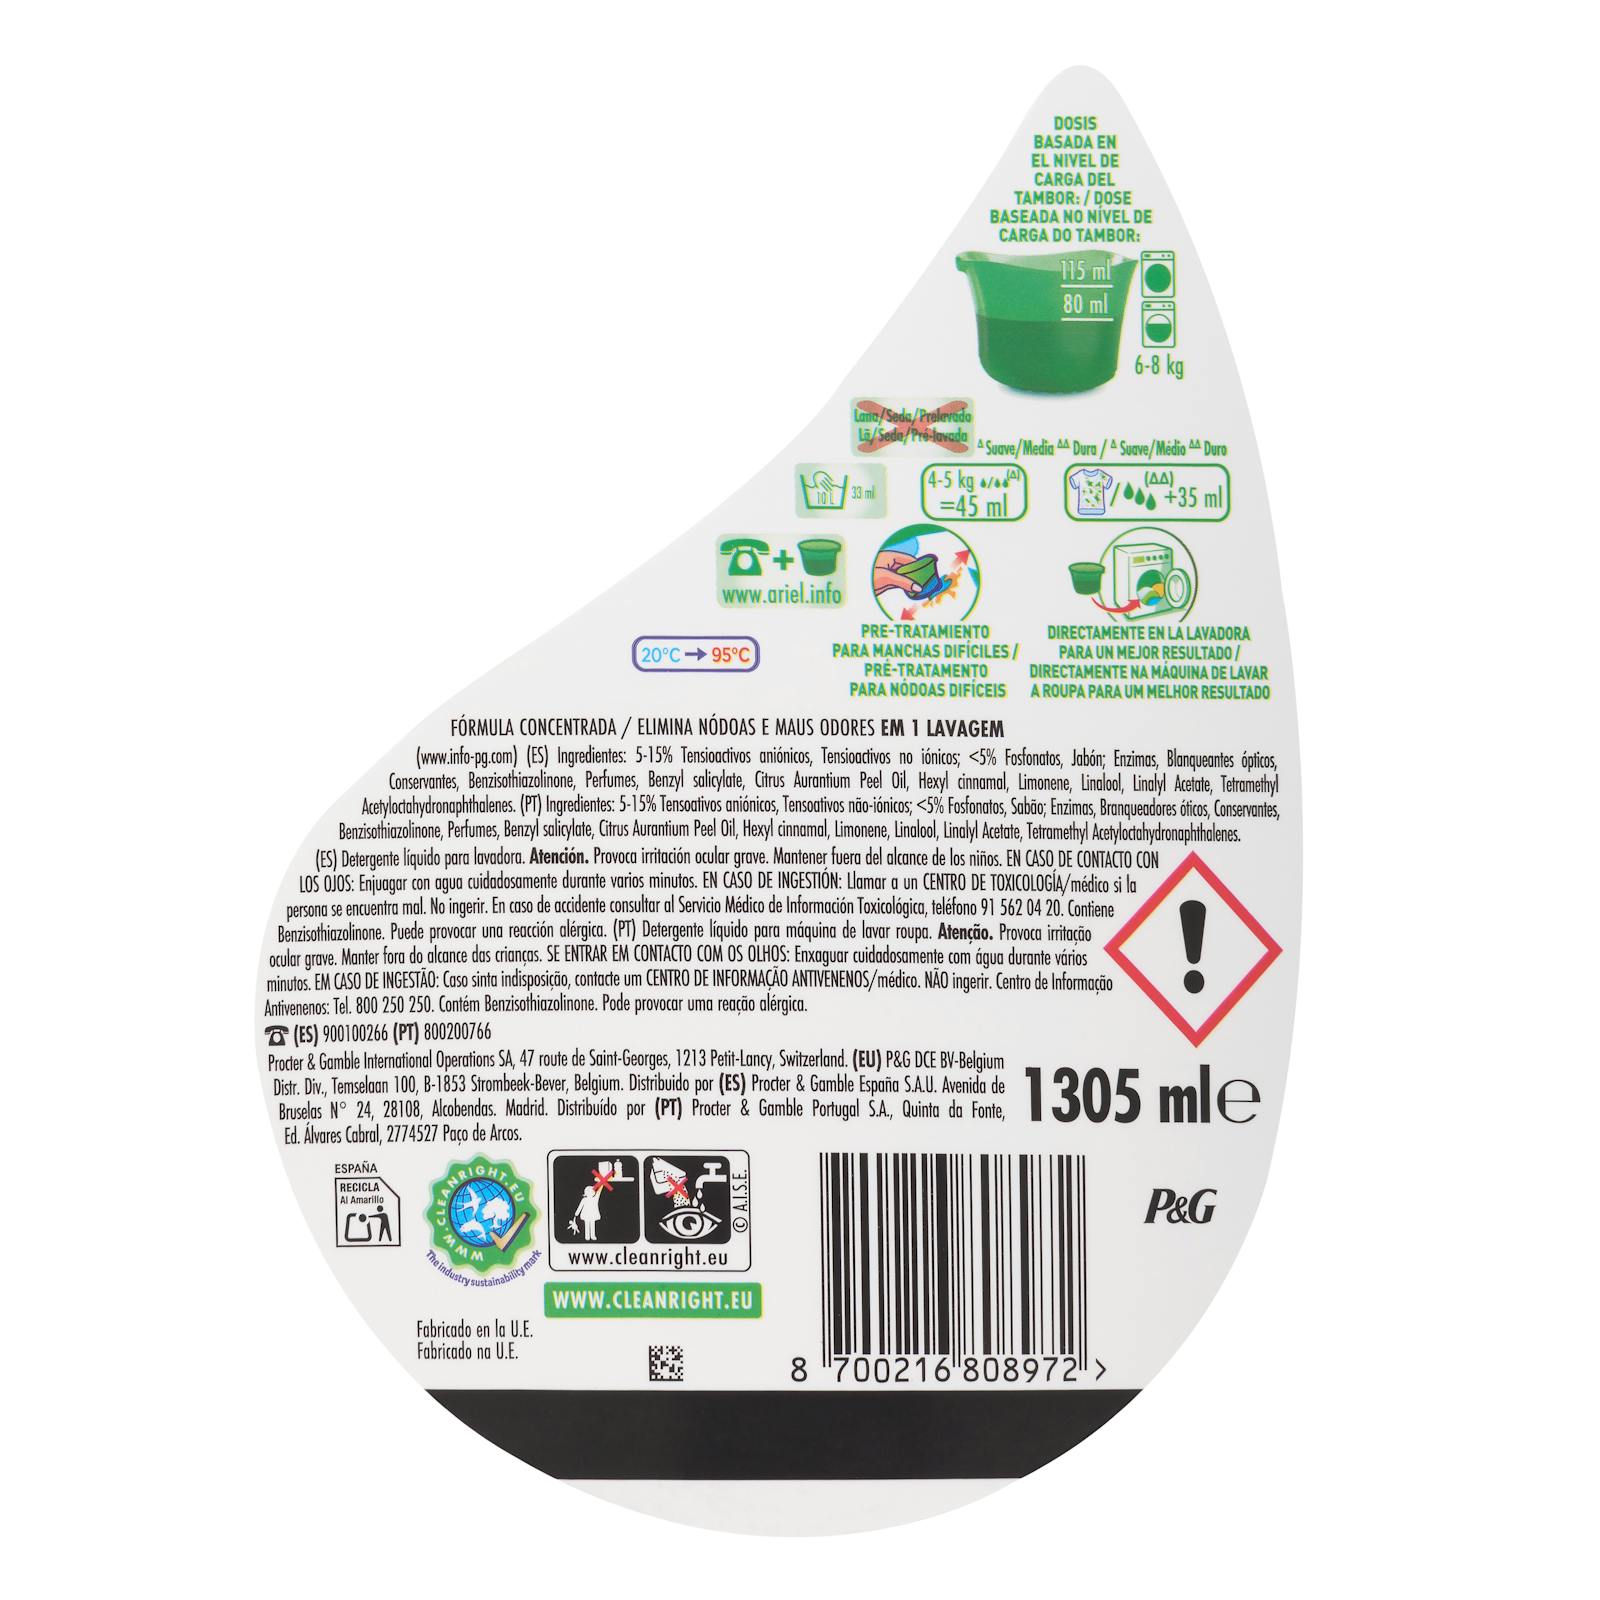 DOSIS
BASADA EN
EL NIVEL DE
CARGA DEL
TAMBOR: / DOSE
BASEADA NO NÍVEL DE
CARGA DO TAMBOR:
115 ml
80 ml
6-8 kg
Lana/Seda/Prelavada
Lã/Seda/Pré-lavada
Δ Suave/Media ΔΔ Dura / Δ Suave/Médio ΔΔ Duro
10 L 33 ml
4-5 kg (Δ)
=45 ml
(ΔΔ)
/ +35 ml
+
www.ariel.info
20°C → 95°C
PRE-TRATAMIENTO
PARA MANCHAS DIFÍCILES /
PRÉ-TRATAMENTO
PARA NÓDOAS DIFÍCEIS
DIRECTAMENTE EN LA LAVADORA
PARA UN MEJOR RESULTADO /
DIRECTAMENTE NA MÁQUINA DE LAVAR
A ROUPA PARA UM MELHOR RESULTADO
FÓRMULA CONCENTRADA / ELIMINA NÓDOAS E MAUS ODORES EM 1 LAVAGEM
(www.info-pg.com) (ES) Ingredientes: 5-15% Tensioactivos aniónicos, Tensioactivos no iónicos; <5% Fosfonatos, Jabón; Enzimas, Blanqueantes ópticos,
Conservantes, Benzisothiazolinone, Perfumes, Benzyl salicylate, Citrus Aurantium Peel Oil, Hexyl cinnamal, Limonene, Linalool, Linalyl Acetate, Tetramethyl
Acetyloctahydronaphthalenes. (PT) Ingredientes: 5-15% Tensoativos aniónicos, Tensoativos não-iónicos; <5% Fosfonatos, Sabão; Enzimas, Branqueadores óticos, Conservantes,
Benzisothiazolinone, Perfumes, Benzyl salicylate, Citrus Aurantium Peel Oil, Hexyl cinnamal, Limonene, Linalool, Linalyl Acetate, Tetramethyl Acetyloctahydronaphthalenes.
(ES) Detergente líquido para lavadora. Atención. Provoca irritación ocular grave. Mantener fuera del alcance de los niños. EN CASO DE CONTACTO CON
LOS OJOS: Enjuagar con agua cuidadosamente durante varios minutos. EN CASO DE INGESTIÓN: Llamar a un CENTRO DE TOXICOLOGÍA/médico si la
persona se encuentra mal. No ingerir. En caso de accidente consultar al Servicio Médico de Información Toxicológica, teléfono 91 562 04 20. Contiene
Benzisothiazolinone. Puede provocar una reacción alérgica. (PT) Detergente líquido para máquina de lavar roupa. Atenção. Provoca irritação
ocular grave. Manter fora do alcance das crianças. SE ENTRAR EM CONTACTO COM OS OLHOS: Enxaguar cuidadosamente com água durante vários
minutos. EM CASO DE INGESTÃO: Caso sinta indisposição, contacte um CENTRO DE INFORMAÇÃO ANTIVENENOS/médico. NÃO ingerir. Centro de Informação
Antivenenos: Tel. 800 250 250. Contém Benzisothiazolinone. Pode provocar uma reação alérgica.
(ES) 900100266 (PT) 800200766
Procter & Gamble International Operations SA, 47 route de Saint-Georges, 1213 Petit-Lancy, Switzerland. (EU) P&G DCE BV-Belgium
Distr. Div., Temselaan 100, B-1853 Strombeek-Bever, Belgium. Distribuido por (ES) Procter & Gamble España S.A.U. Avenida de
Bruselas N° 24, 28108, Alcobendas. Madrid. Distribuído por (PT) Procter & Gamble Portugal S.A., Quinta da Fonte,
Ed. Álvares Cabral, 2774527 Paço de Arcos.
1305 ml℮
ESPAÑA
RECICLA
Al Amarillo
WWW.CLEANRIGHT.EU
The industry sustainability mark
© A.I.S.E.
www.cleanright.eu
WWW.CLEANRIGHT.EU
P&G
Fabricado en la U.E.
Fabricado na U.E.
8 700216 808972 >